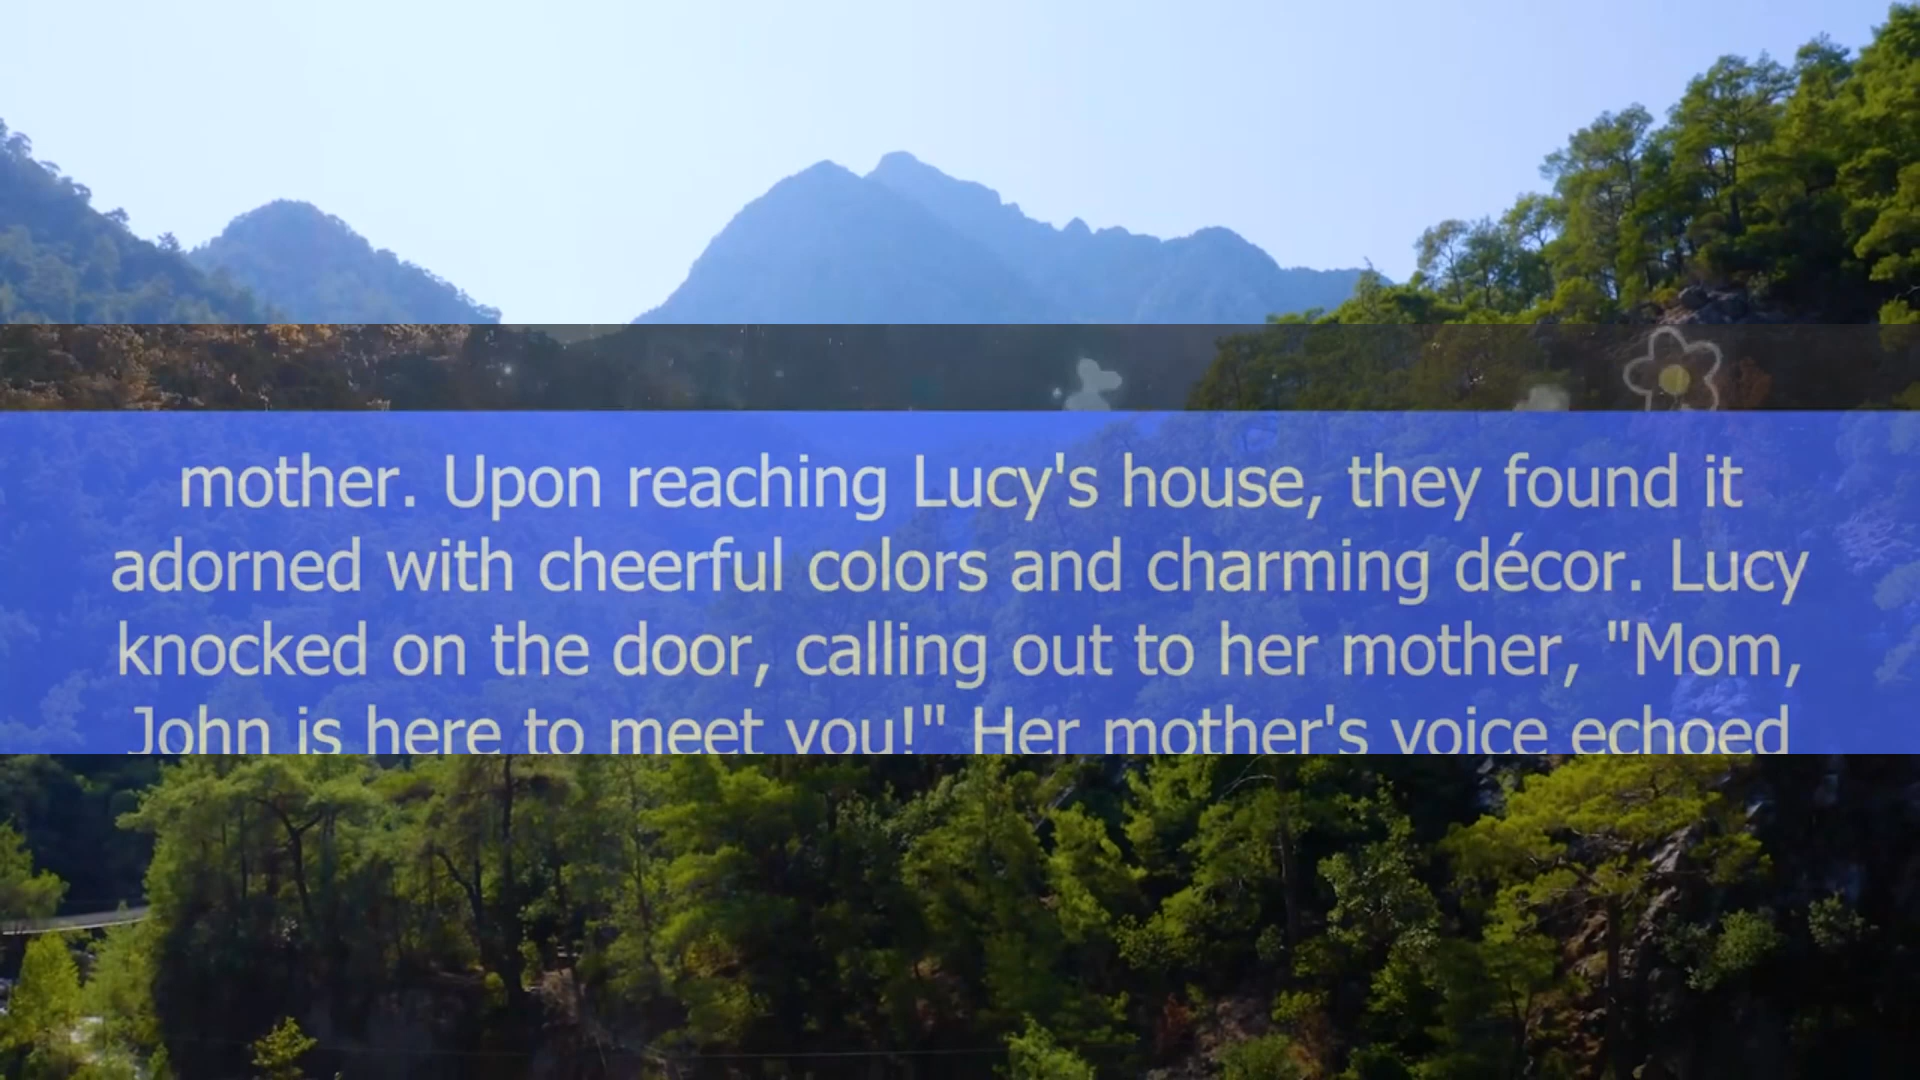 mother. Upon reaching Lucy's house, they found it
adorned with cheerful colors and charming décor. Lucy
knocked on the door, calling out to her mother, "Mom,
John is here to meet you!" Her mother's voice echoed